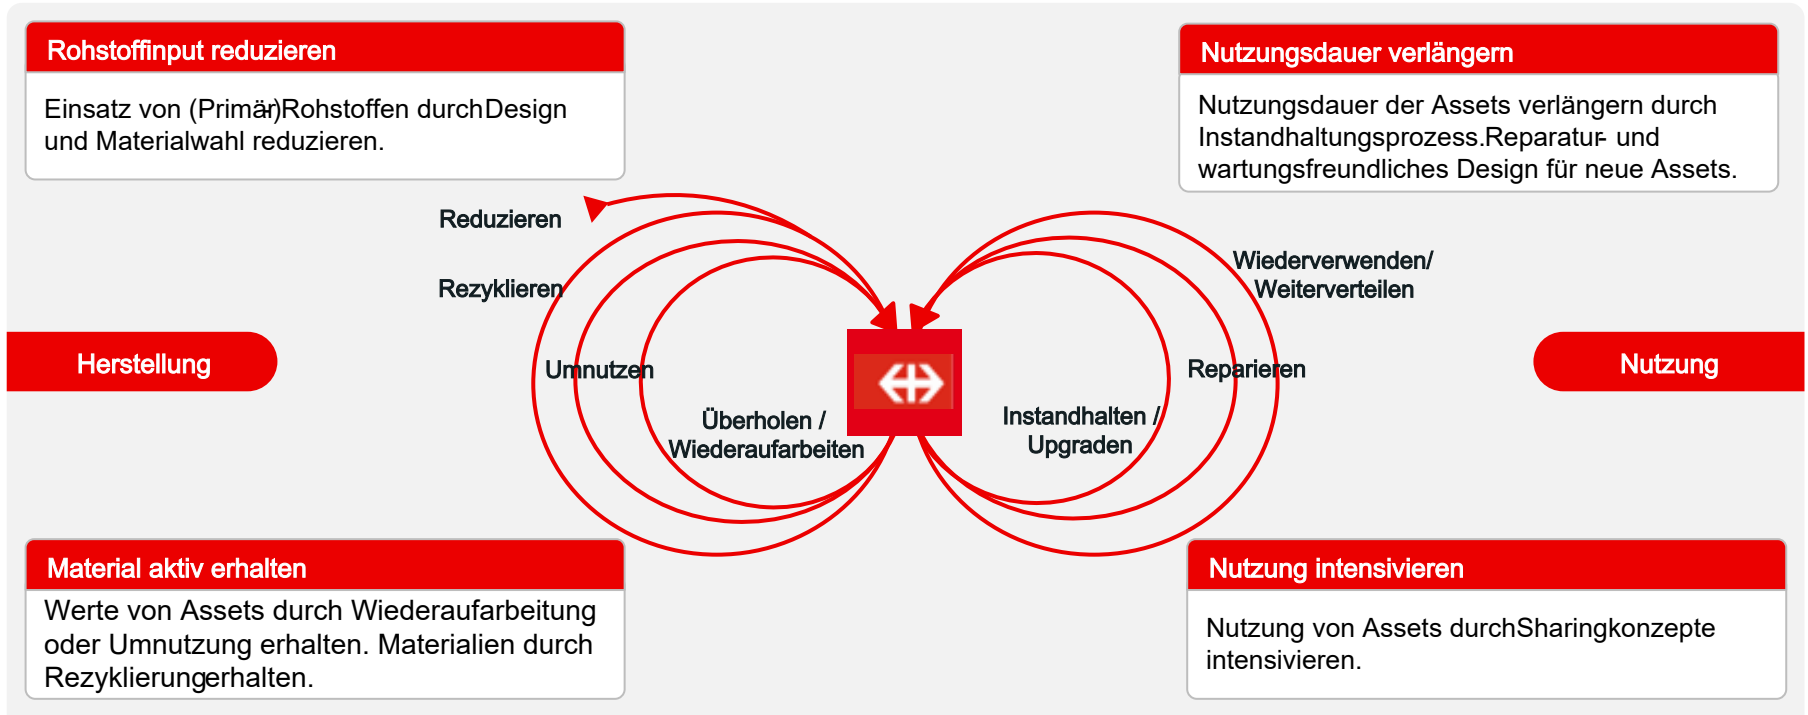 Rohstoffinput reduzieren
Einsatz von (Primär-)Rohstoffen durch Design
und Materialwahl reduzieren.
Nutzungsdauer verlängern
Nutzungsdauer der Assets verlängern durch
Instandhaltungsprozess. Reparatur- und
wartungsfreundliches Design für neue Assets.
Reduzieren
Rezyklieren
Umnutzen
Überholen /
Wiederaufarbeiten
Wiederverwenden/
Weiterverteilen
Reparieren
Instandhalten /
Upgraden
Herstellung
Nutzung
Material aktiv erhalten
Werte von Assets durch Wiederaufarbeitung
oder Umnutzung erhalten. Materialien durch
Rezyklierung erhalten.
Nutzung intensivieren
Nutzung von Assets durch Sharingkonzepte
intensivieren.